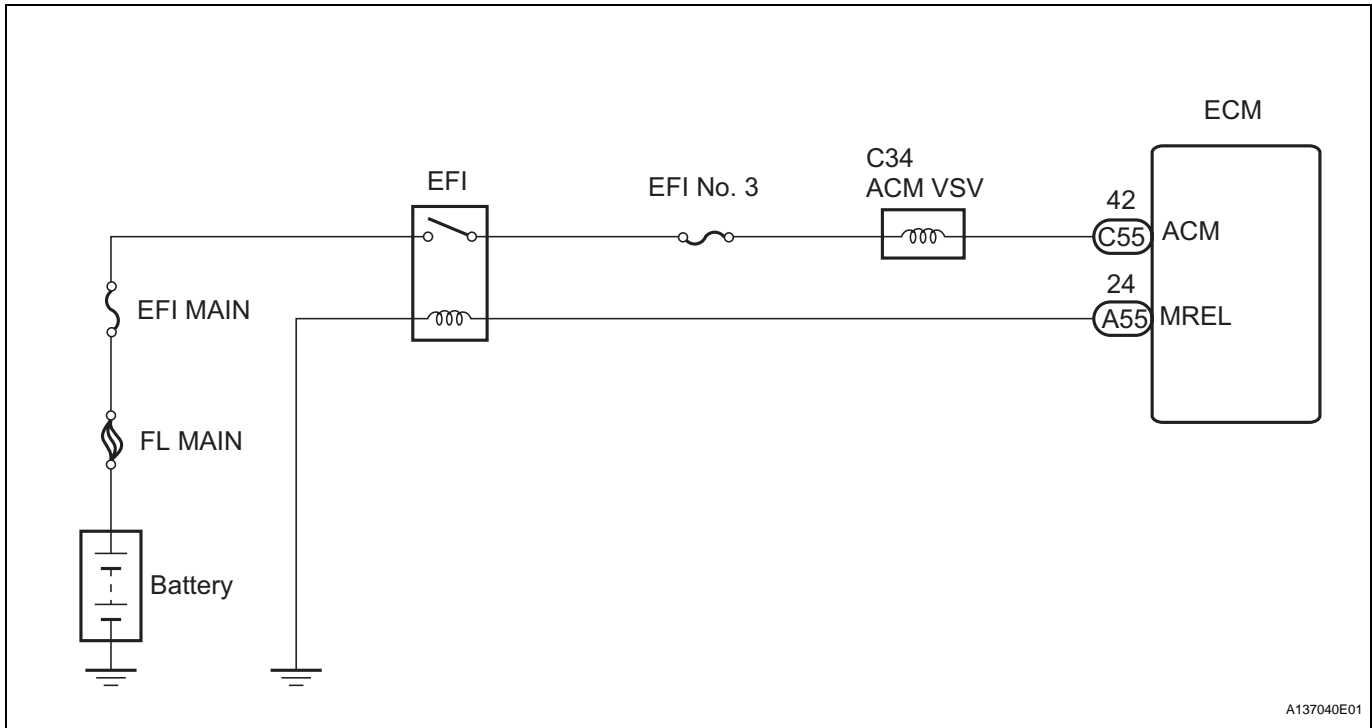 ECM
C34
ACM VSV
EFI
EFI No. 3
42
C55
ACM
24
A55
MREL
EFI MAIN
FL MAIN
Battery
A137040E01